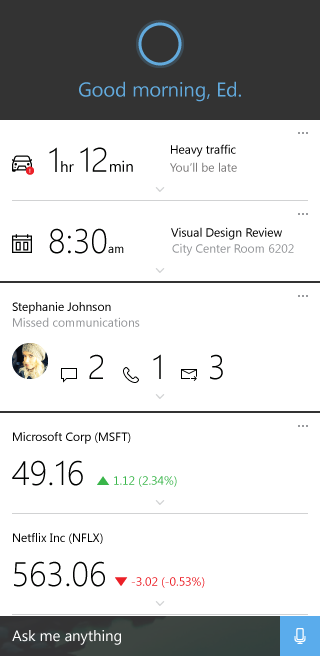 Good morning, Ed.
1hr 12min
Heavy traffic
You'll be late
8:30am
Visual Design Review
City Center Room 6202
Stephanie Johnson
Missed communications
2 1 3
Microsoft Corp (MSFT)
49.16 1.12 (2.34%)
Netflix Inc (NFLX)
563.06 -3.02 (-0.53%)
Ask me anything